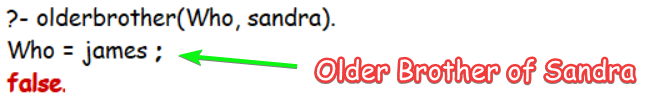 ?- olderbrother(Who, sandra).
Who = james ;
Older Brother of Sandra
false.